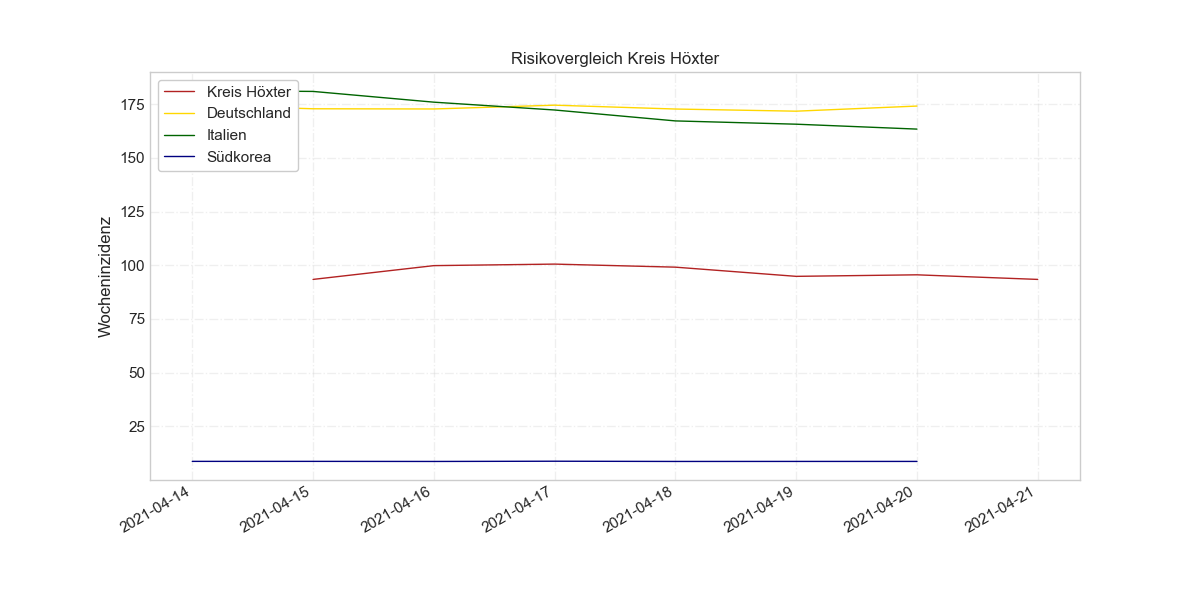 Risikovergleich Kreis Höxter
Kreis Höxter
Deutschland
Italien
Südkorea
Wocheninzidenz
175
150
125
100
75
50
25
2021-04-14
2021-04-15
2021-04-16
2021-04-17
2021-04-18
2021-04-19
2021-04-20
2021-04-21